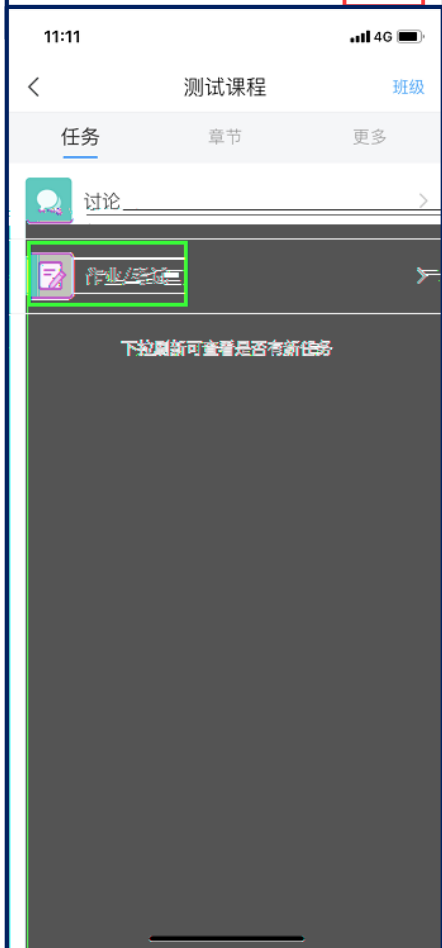 11:11 4G
测试课程 班级
任务 章节 更多
讨论
作业/考试
下拉刷新可查看是否有新任务